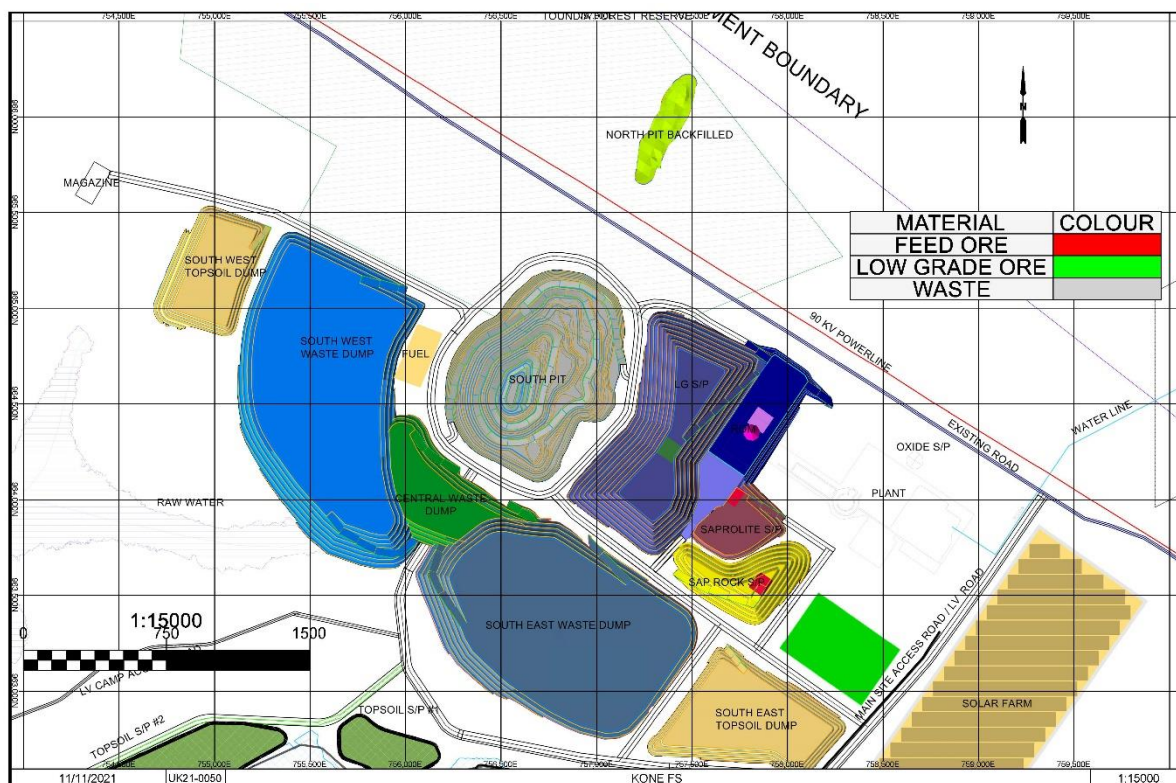 754,500E 755,000E 755,500E 756,000E 756,500E 757,500E 758,000E 758,500E 759,000E 759,500E
TOUNDI FOREST RESERVE
MENT BOUNDARY
N
NORTH PIT BACKFILLED
MAGAZINE
MATERIAL COLOUR
FEED ORE
LOW GRADE ORE
WASTE
SOUTH WEST
TOPSOIL DUMP
90 KV POWERLINE
SOUTH WEST
WASTE DUMP
FUEL
SOUTH PIT
LG S/P
WATER LINE
EXISTING ROAD
OXIDE S/P
PLANT
RAW WATER
CENTRAL WASTE
DUMP
SAPROLITE S/P
SAP ROCK S/P
1:15000
0 750 1500
SOUTH EAST WASTE DUMP
MAIN SITE ACCESS ROAD / LV ROAD
LV CAMP
SOLAR FARM
SOUTH EAST
TOPSOIL DUMP
TOPSOIL S/P #1
TOPSOIL S/P #2
11/11/2021 UK21-0050 KONE FS 1:15000